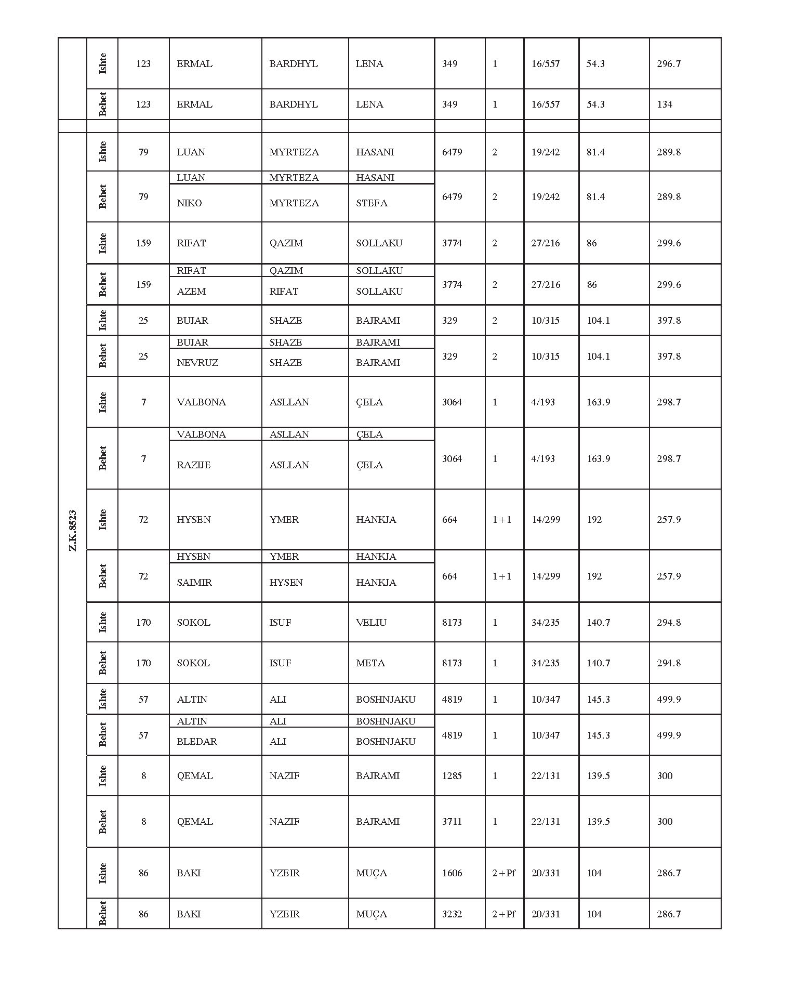 Ishte 123 ERMAL BARDHYL LENA 349 1 16/557 54.3 296.7
Behet 123 ERMAL BARDHYL LENA 349 1 16/557 54.3 134
Z.K.8523
Ishte 79 LUAN MYRTEZA HASANI 6479 2 19/242 81.4 289.8
LUAN MYRTEZA HASANI
Behet 79 6479 2 19/242 81.4 289.8
NIKO MYRTEZA STEFA
Ishte 159 RIFAT QAZIM SOLLAKU 3774 2 27/216 86 299.6
RIFAT QAZIM SOLLAKU
Behet 159 3774 2 27/216 86 299.6
AZEM RIFAT SOLLAKU
Ishte 25 BUJAR SHAZE BAJRAMI 329 2 10/315 104.1 397.8
BUJAR SHAZE BAJRAMI
Behet 25 329 2 10/315 104.1 397.8
NEVRUZ SHAZE BAJRAMI
Ishte 7 VALBONA ASLLAN ÇELA 3064 1 4/193 163.9 298.7
VALBONA ASLLAN ÇELA
Behet 7 3064 1 4/193 163.9 298.7
RAZIJE ASLLAN ÇELA
Ishte 72 HYSEN YMER HANKJA 664 1+1 14/299 192 257.9
HYSEN YMER HANKJA
Behet 72 664 1+1 14/299 192 257.9
SAIMIR HYSEN HANKJA
Ishte 170 SOKOL ISUF VELIU 8173 1 34/235 140.7 294.8
Behet 170 SOKOL ISUF META 8173 1 34/235 140.7 294.8
Ishte 57 ALTIN ALI BOSHNJAKU 4819 1 10/347 145.3 499.9
ALTIN ALI BOSHNJAKU
Behet 57 4819 1 10/347 145.3 499.9
BLEDAR ALI BOSHNJAKU
Ishte 8 QEMAL NAZIF BAJRAMI 1285 1 22/131 139.5 300
Behet 8 QEMAL NAZIF BAJRAMI 3711 1 22/131 139.5 300
Ishte 86 BAKI YZEIR MUÇA 1606 2+Pf 20/331 104 286.7
Behet 86 BAKI YZEIR MUÇA 3232 2+Pf 20/331 104 286.7